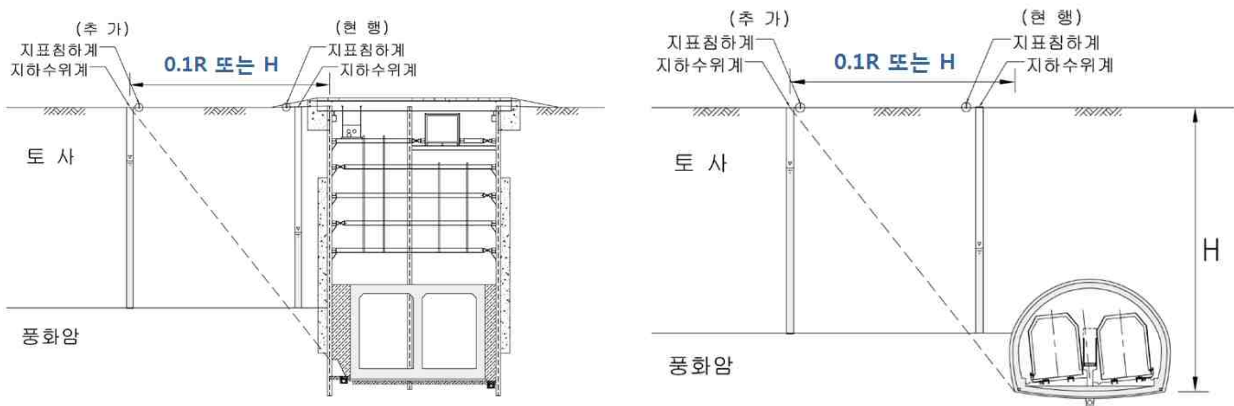 (추 가)
지표침하계
지하수위계
0.1R 또는 H
(현 행)
지표침하계
지하수위계
토 사
풍화암
(추 가)
지표침하계
지하수위계
0.1R 또는 H
(현 행)
지표침하계
지하수위계
토 사
H
풍화암